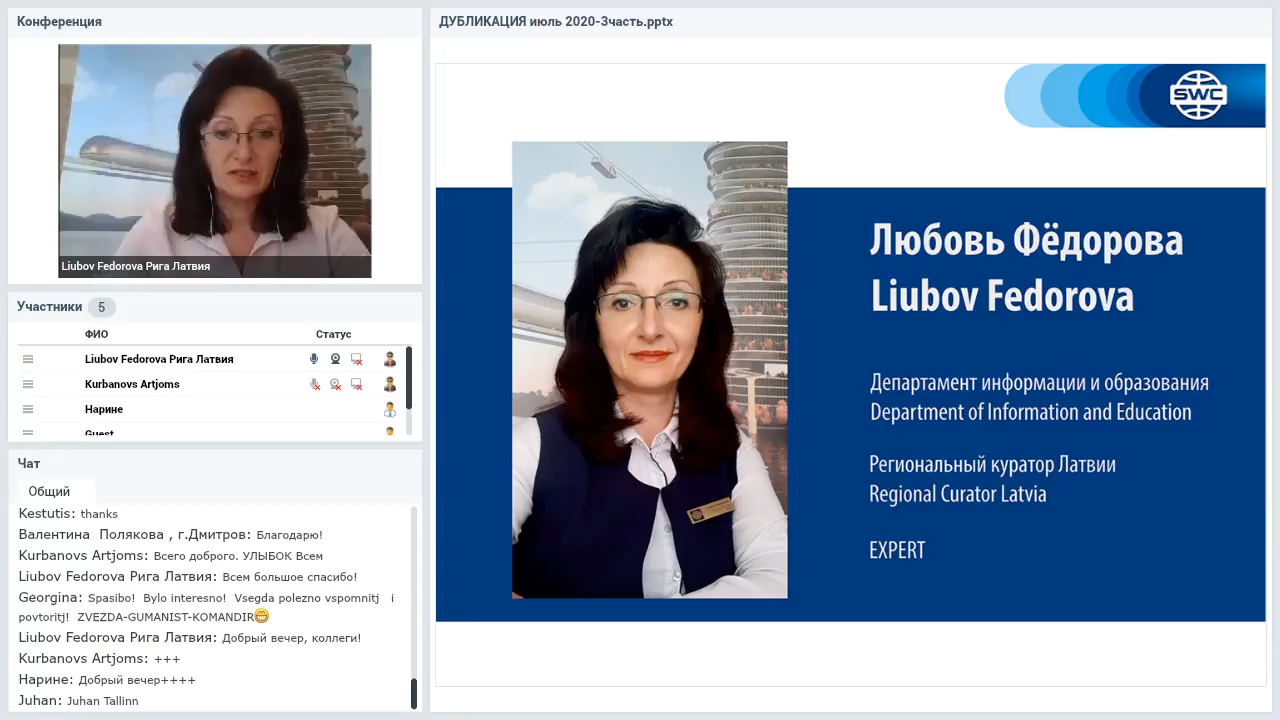 Конференция
Liubov Fedorova Рига Латвия
Участники 5
ФИО Статус
Liubov Fedorova Рига Латвия
Kurbanovs Artjoms
Нарине
Guest
Чат
Общий
Kestutis: thanks
Валентина Полякова , г.Дмитров: Благодарю!
Kurbanovs Artjoms: Всего доброго. УЛЫБОК Всем
Liubov Fedorova Рига Латвия: Всем большое спасибо!
Georgina: Spasibo! Bylo interesno! Vsegda polezno vspomnitj i
povtoritj! ZVEZDA-GUMANIST-KOMANDIR😁
Liubov Fedorova Рига Латвия: Добрый вечер, коллеги!
Kurbanovs Artjoms: +++
Нарине: Добрый вечер++++
Juhan: Juhan Tallinn
ДУБЛИКАЦИЯ июль 2020-3часть.pptx
SWC
Любовь Фёдорова
Liubov Fedorova
Департамент информации и образования
Department of Information and Education
Региональный куратор Латвии
Regional Curator Latvia
EXPERT